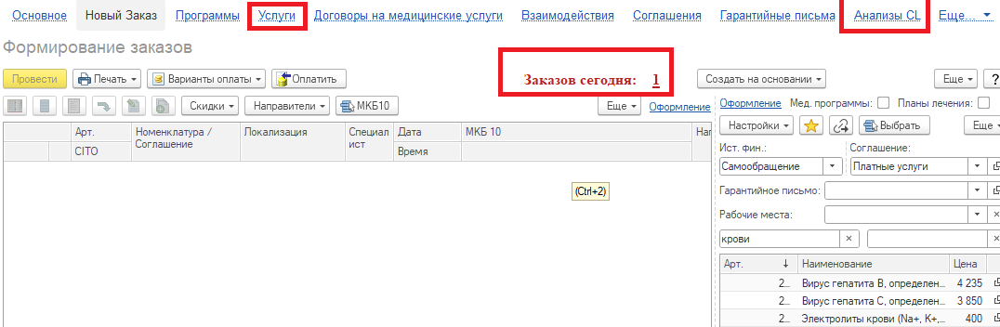 Основное Новый Заказ Программы Услуги Договоры на медицинские услуги Взаимодействия Соглашения Гарантийные письма Анализы CL Еще...
Формирование заказов
Провести Печать Варианты оплаты Оплатить Заказов сегодня: 1 Создать на основании Еще ?
Скидки Направители МКБ10 Еще Оформление
Оформление Мед. программы: Планы лечения:
Настройки Выбрать Еще
Арт. Номенклатура / Соглашение Локализация Специалист Дата МКБ 10 Нап
CITO Время
(Ctrl+2)
Ист. фин.: Соглашение:
Самообращение Платные услуги
Гарантийное письмо:
Рабочие места:
крови
Арт. Наименование Цена
2... Вирус гепатита B, определен... 4 235
2... Вирус гепатита C, определен... 3 850
2... Электролиты крови (Na+, K+,... 400